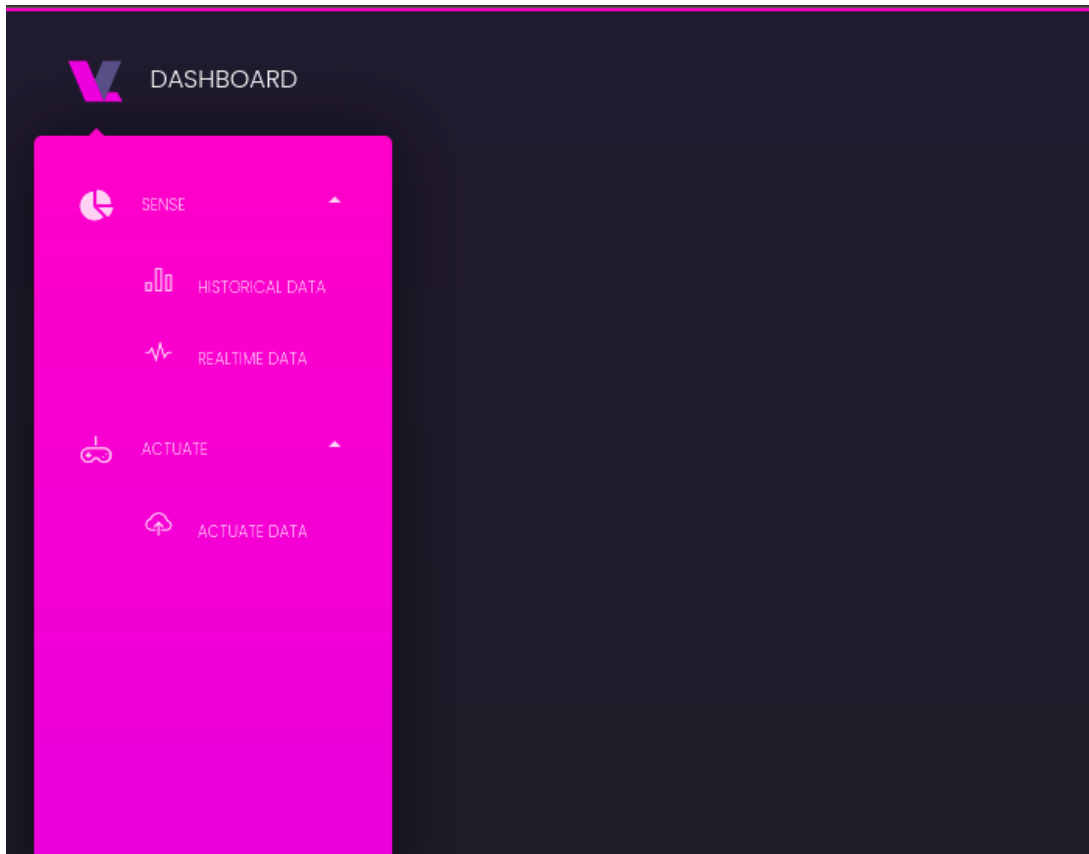 DASHBOARD
SENSE
HISTORICAL DATA
REALTIME DATA
ACTUATE
ACTUATE DATA